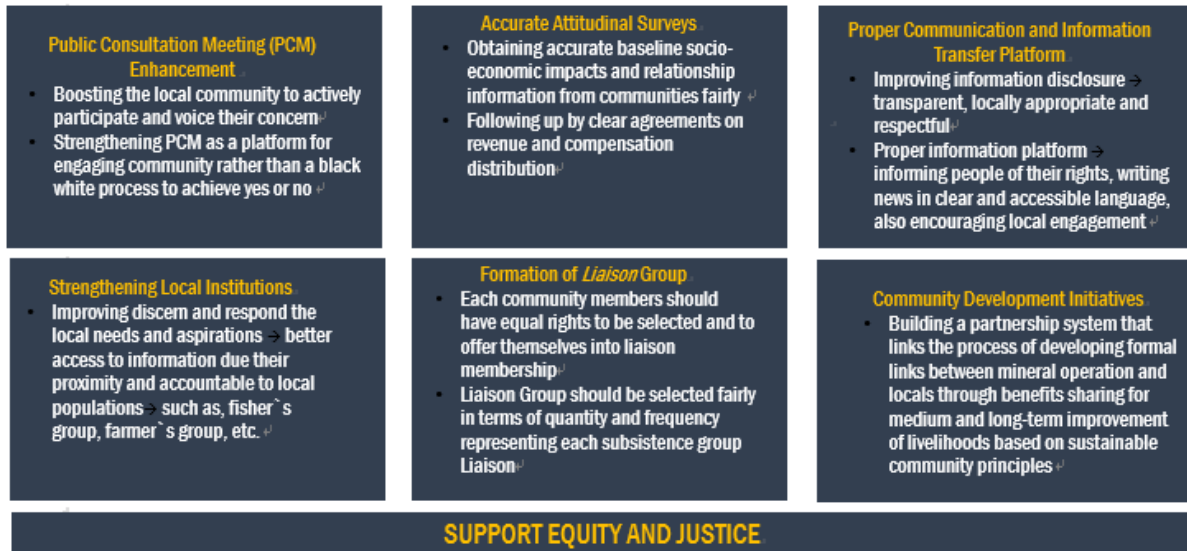 Public Consultation Meeting (PCM)
Enhancement
• Boosting the local community to actively
participate and voice their concern
• Strengthening PCM as a platform for
engaging community rather than a black
white process to achieve yes or no
Accurate Attitudinal Surveys
• Obtaining accurate baseline socio-
economic impacts and relationship
information from communities fairly
• Following up by clear agreements on
revenue and compensation
distribution
Proper Communication and Information
Transfer Platform
• Improving information disclosure →
transparent, locally appropriate and
respectful
• Proper information platform →
informing people of their rights, writing
news in clear and accessible language,
also encouraging local engagement
Strengthening Local Institutions
• Improving discern and respond the
local needs and aspirations → better
access to information due their
proximity and accountable to local
populations → such as, fisher`s
group, farmer`s group, etc.
Formation of Liaison Group
• Each community members should
have equal rights to be selected and to
offer themselves into liaison
membership
• Liaison Group should be selected fairly
in terms of quantity and frequency
representing each subsistence group
Liaison
Community Development Initiatives
• Building a partnership system that
links the process of developing formal
links between mineral operation and
locals through benefits sharing for
medium and long-term improvement
of livelihoods based on sustainable
community principles
SUPPORT EQUITY AND JUSTICE